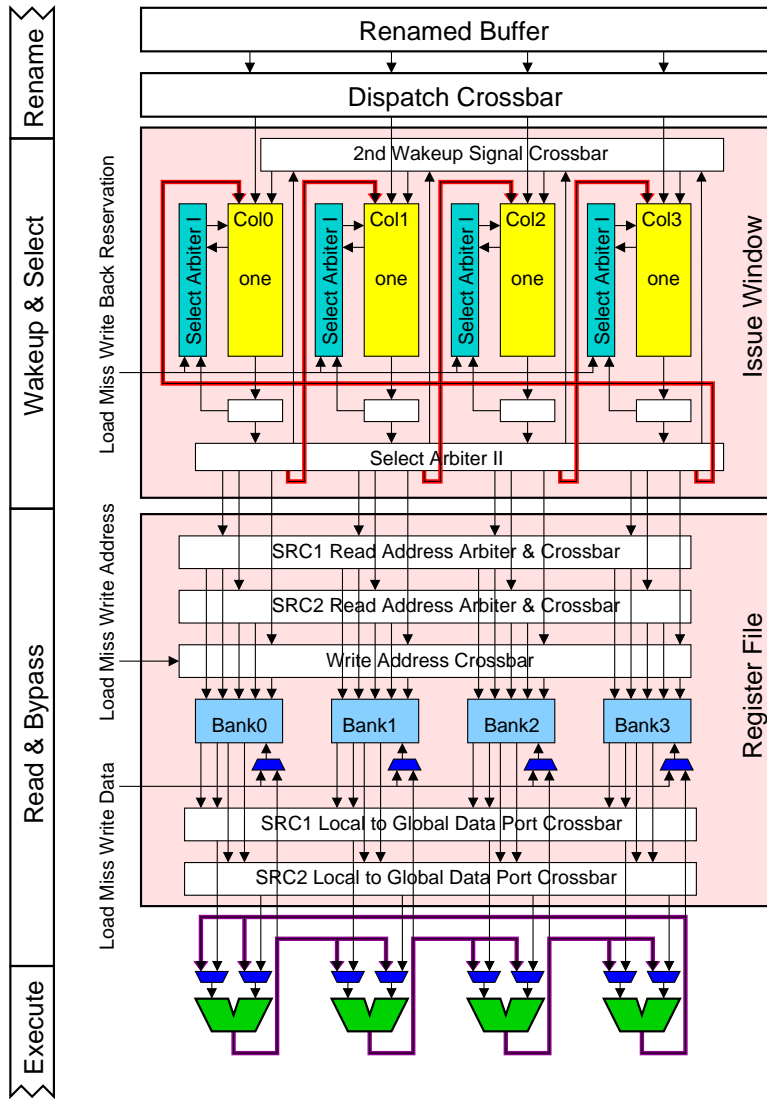 Rename
Renamed Buffer
Dispatch Crossbar
Wakeup & Select
Load Miss Write Back Reservation
Issue Window
2nd Wakeup Signal Crossbar
Select Arbiter I
Col0
one
Select Arbiter I
Col1
one
Select Arbiter I
Col2
one
Select Arbiter I
Col3
one
Select Arbiter II
Read & Bypass
Load Miss Write Address
Register File
SRC1 Read Address Arbiter & Crossbar
SRC2 Read Address Arbiter & Crossbar
Write Address Crossbar
Bank0
Bank1
Bank2
Bank3
Load Miss Write Data
SRC1 Local to Global Data Port Crossbar
SRC2 Local to Global Data Port Crossbar
Execute